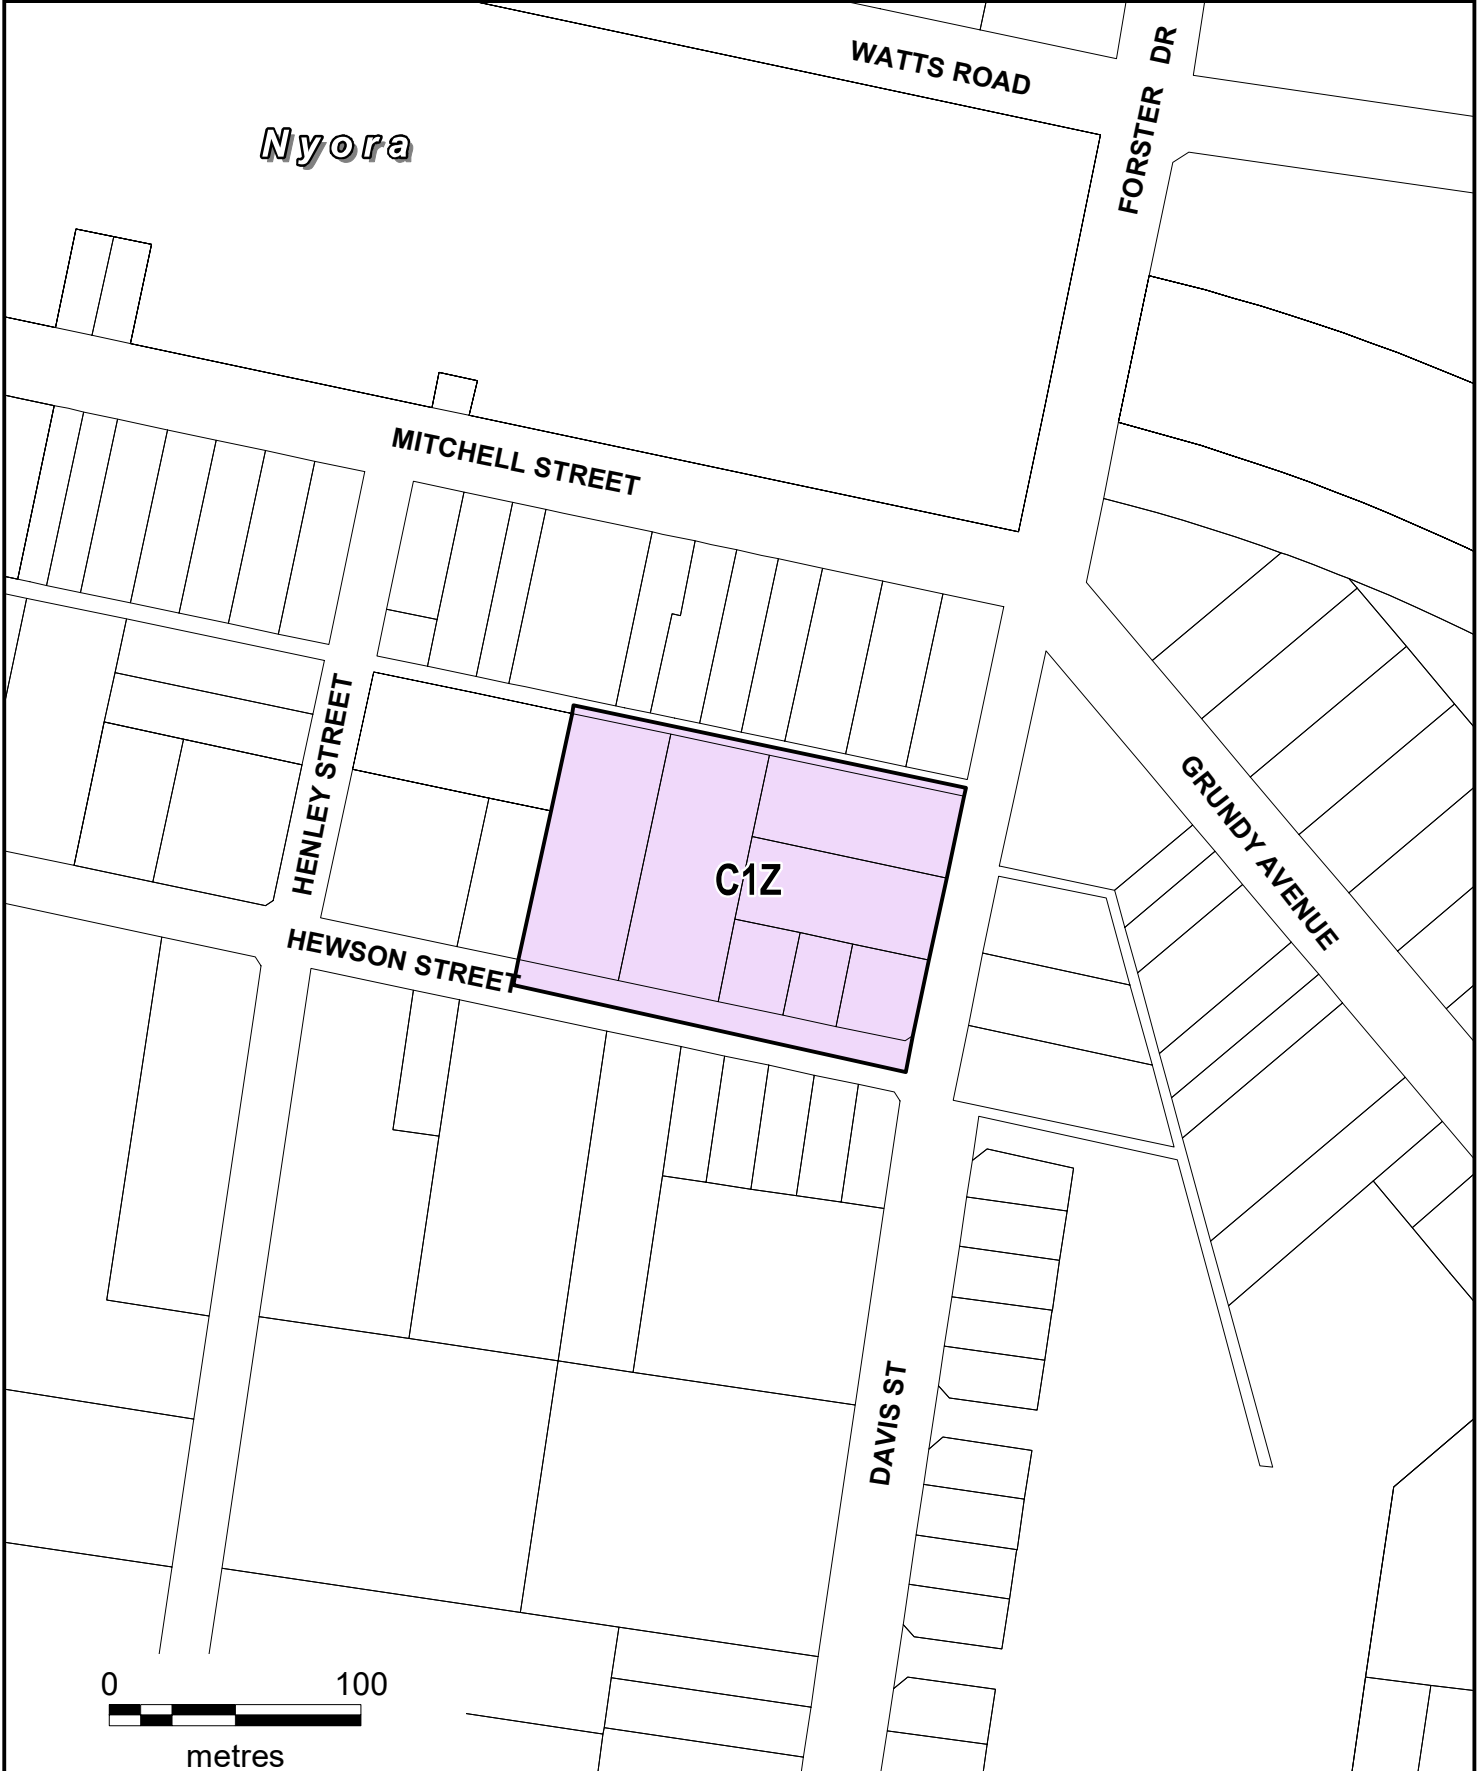 WATTS ROAD
FORSTER DR
Nyora
MITCHELL STREET
HENLEY STREET
GRUNDY AVENUE
C1Z
HEWSON STREET
DAVIS ST
0 100
metres